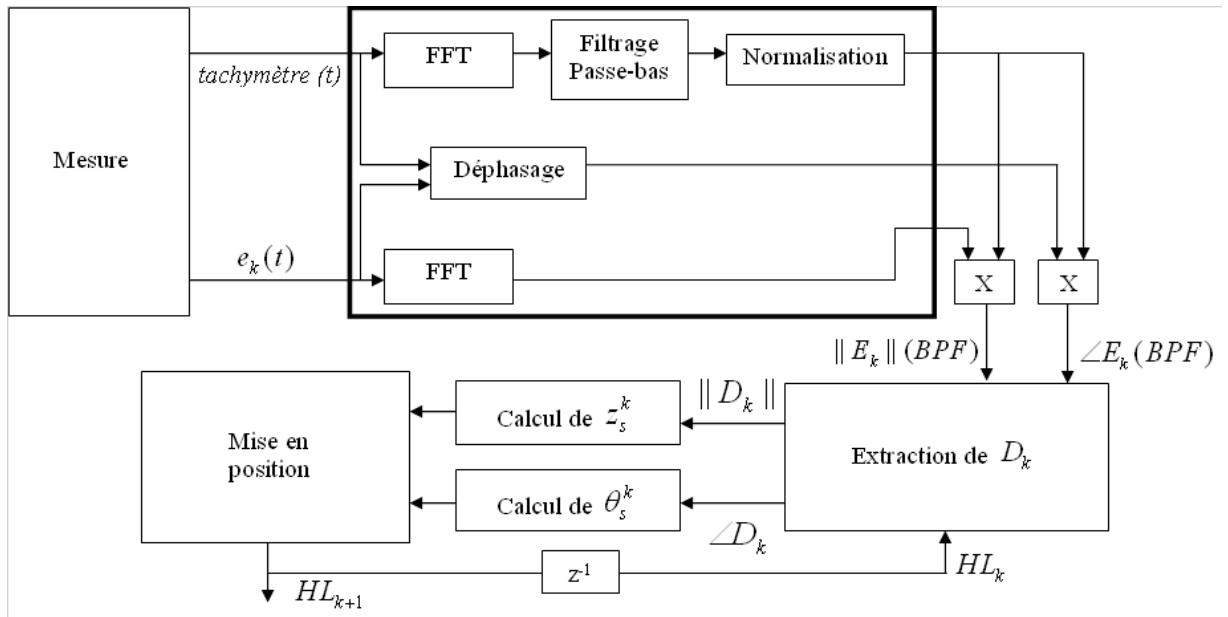 Mesure
tachymètre (t)
e_k(t)
FFT
Filtrage
Passe-bas
Normalisation
Déphasage
FFT
X
X
|| E_k || (BPF)
∠E_k (BPF)
Mise en
position
Calcul de z_s^k
|| D_k ||
Calcul de θ_s^k
∠D_k
Extraction de D_k
z^-1
HL_k
HL_{k+1}